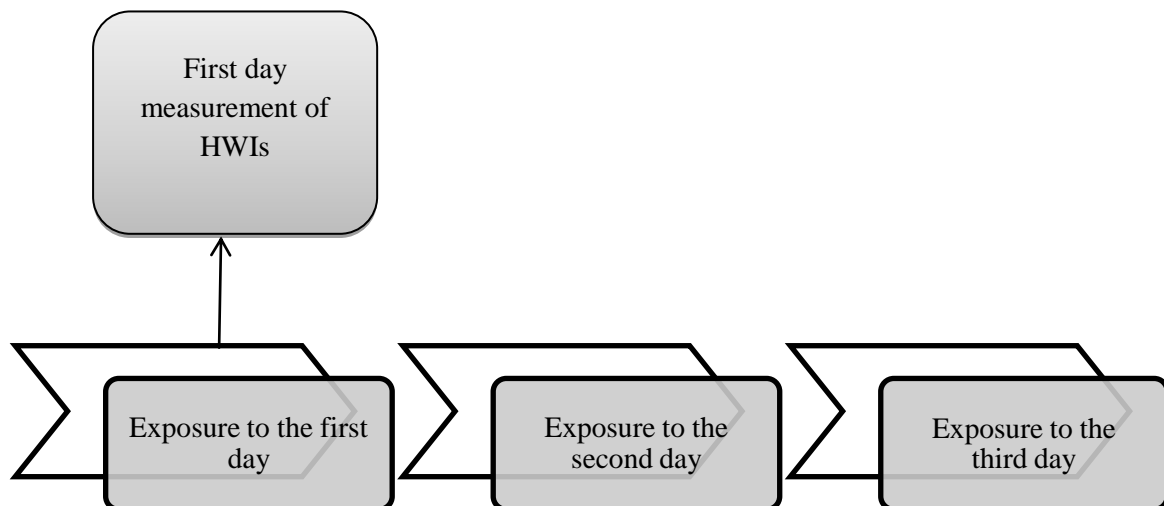 First day
measurement of
HWIs
Exposure to the first
day
Exposure to the
second day
Exposure to the
third day